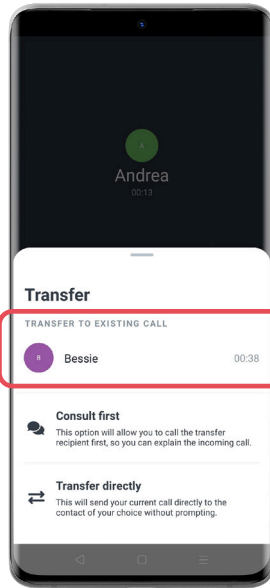 A
Andrea
00:13
Transfer
TRANSFER TO EXISTING CALL
B
Bessie
00:38
Consult first
This option will allow you to call the transfer
recipient first, so you can explain the incoming call.
Transfer directly
This will send your current call directly to the
contact of your choice without prompting.